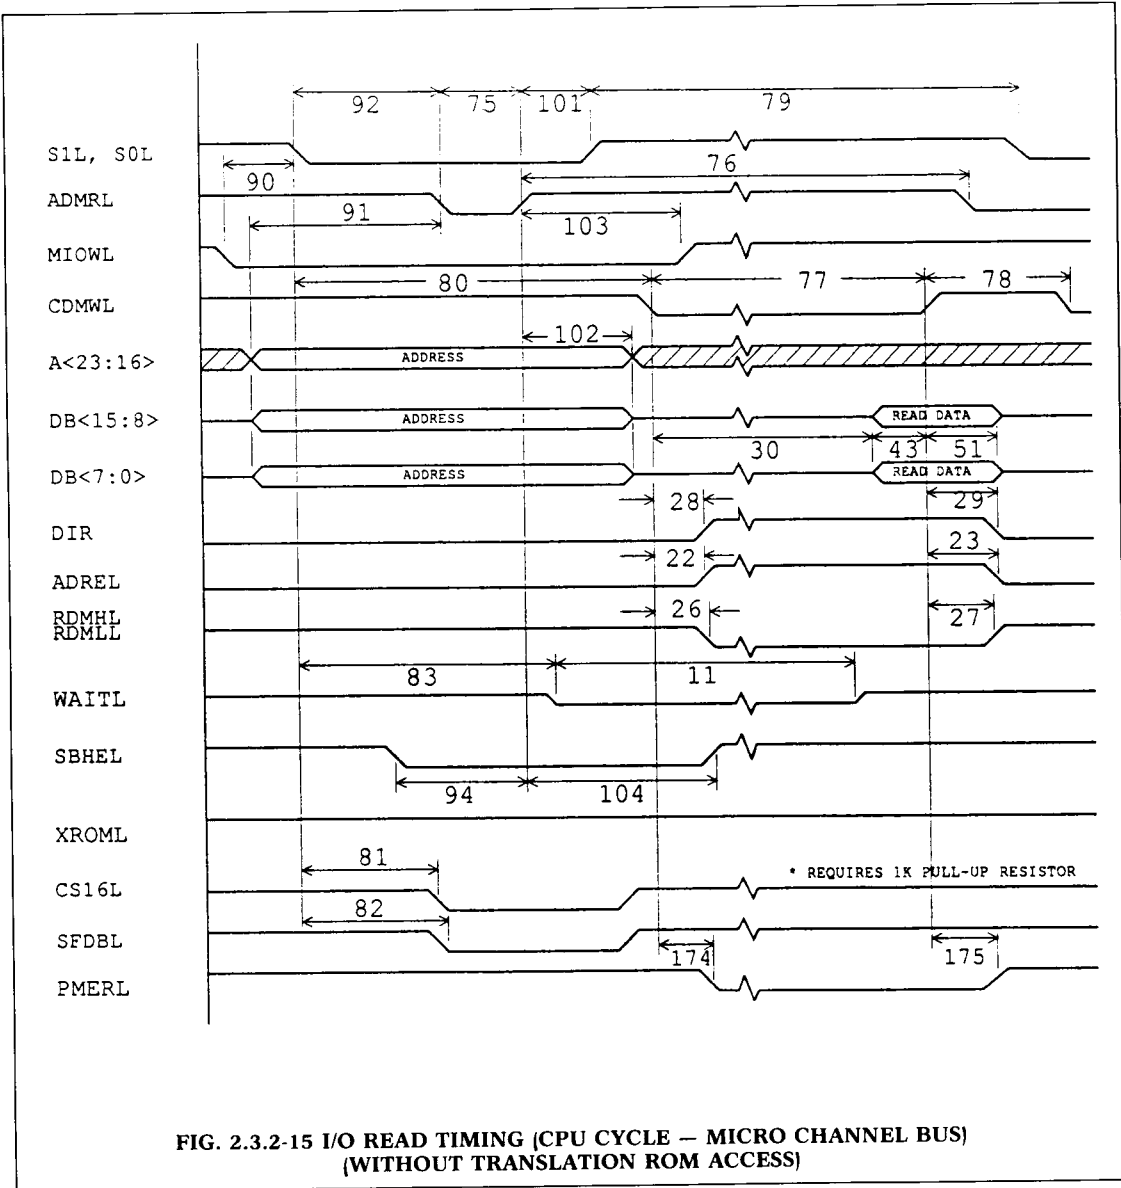 92 75 101 79
S1L, S0L
76
90
ADMRL
91
103
MIOWL
80 77 78
CDMWL
102
A<23:16> ADDRESS
DB<15:8> ADDRESS READ DATA
30 43 51
DB<7:0> ADDRESS READ DATA
28 29
DIR
22 23
ADREL
RDMHL 26 27
RDMLL
83 11
WAITL
SBHEL
94 104
XROML
81
* REQUIRES 1K PULL-UP RESISTOR
CS16L
82
SFDBL
174 175
PMERL
FIG. 2.3.2-15 I/O READ TIMING (CPU CYCLE — MICRO CHANNEL BUS)
(WITHOUT TRANSLATION ROM ACCESS)